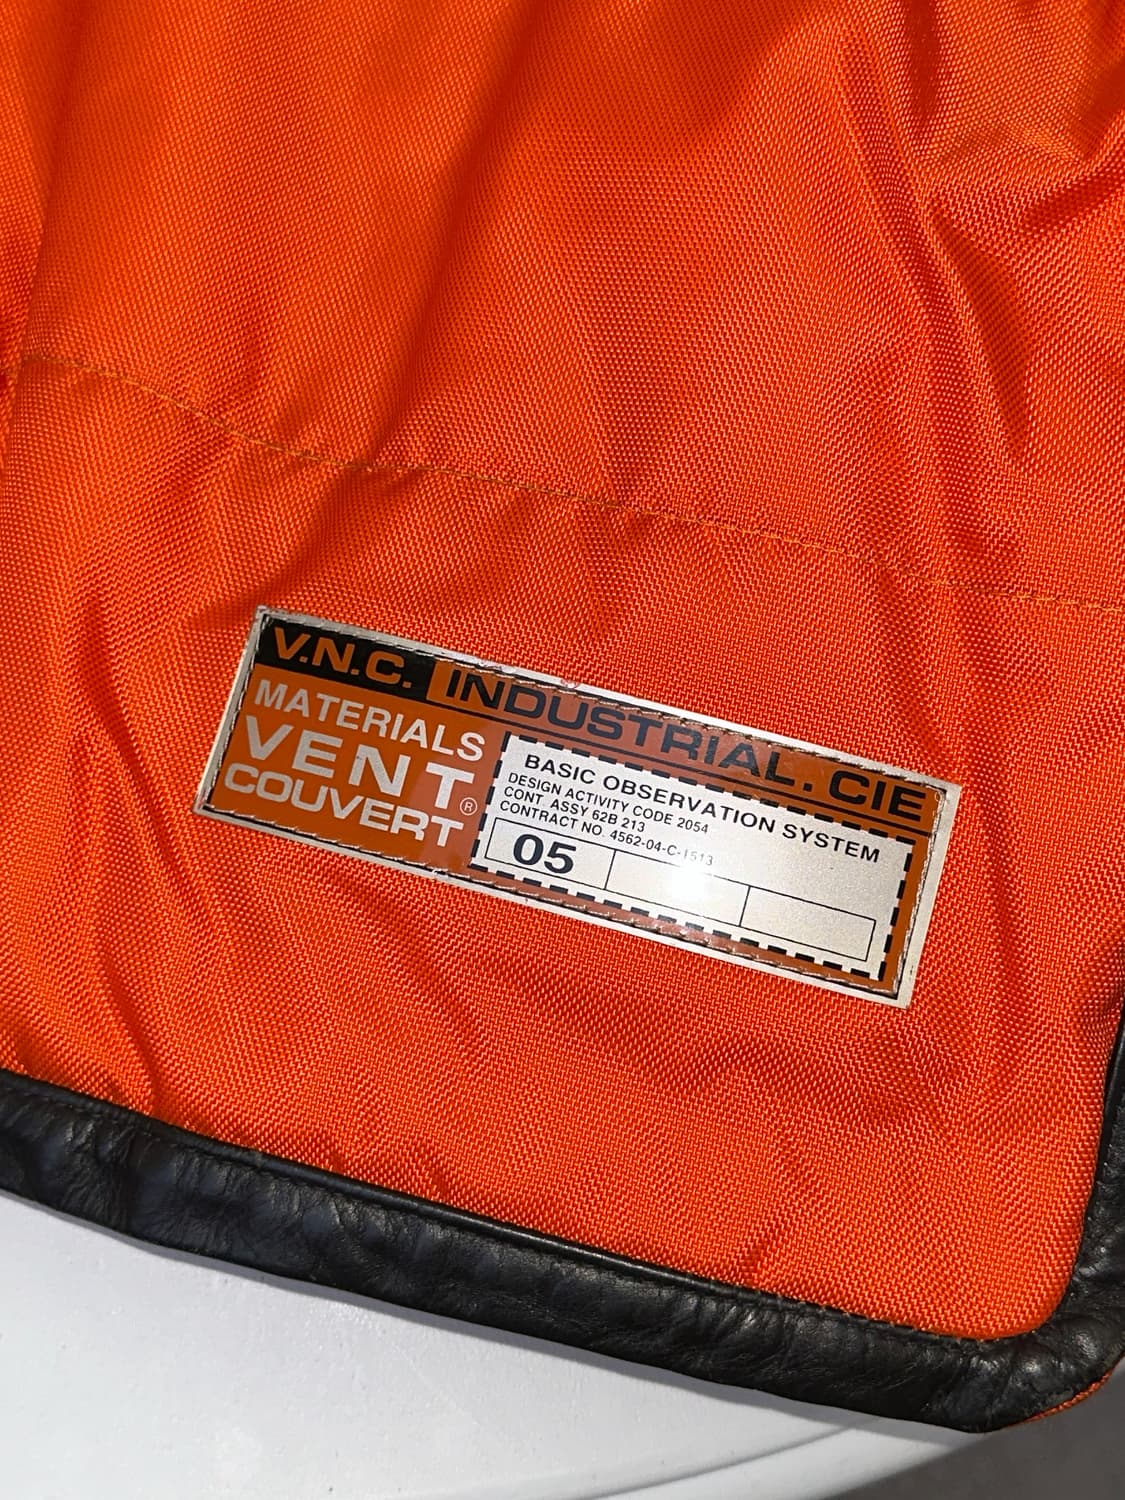 V.N.C. INDUSTRIAL. CIE
MATERIALS
VENT®
COUVERT
BASIC OBSERVATION SYSTEM
DESIGN ACTIVITY CODE 2054
CONT. ASSY 62B 213
CONTRACT NO. 4562-04-C-1513
05